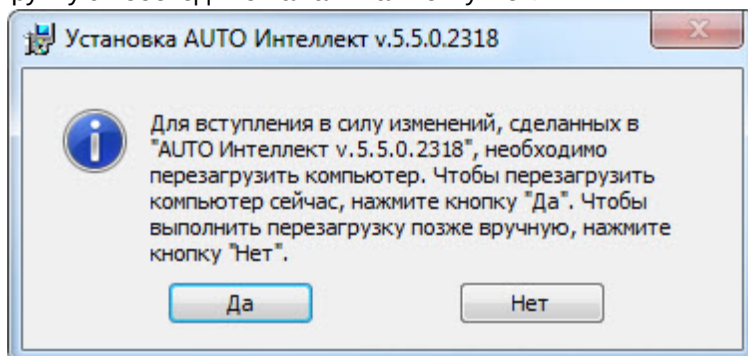 Установка AUTO Интеллект v.5.5.0.2318
Для вступления в силу изменений, сделанных в
"AUTO Интеллект v.5.5.0.2318", необходимо
перезагрузить компьютер. Чтобы перезагрузить
компьютер сейчас, нажмите кнопку "Да". Чтобы
выполнить перезагрузку позже вручную, нажмите
кнопку "Нет".
Да Нет